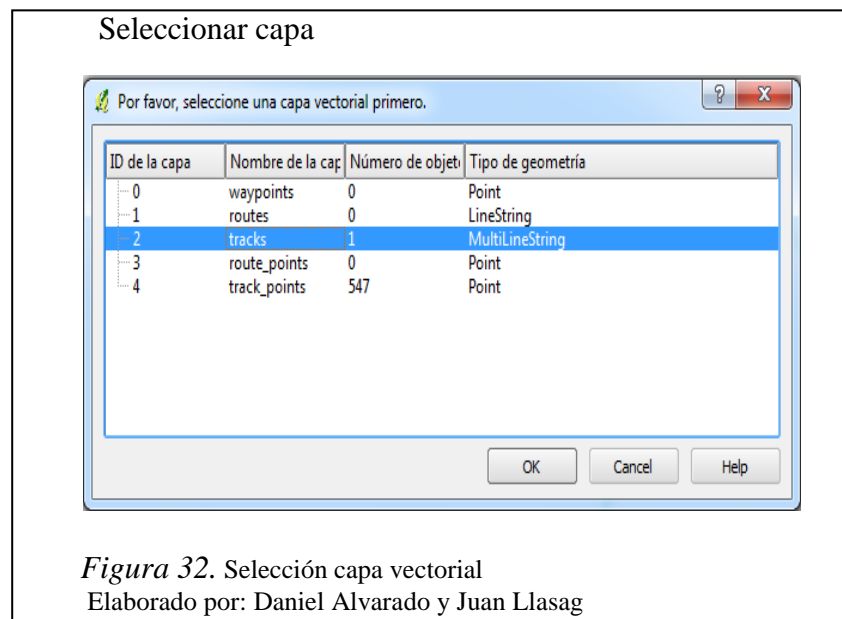 Seleccionar capa
Por favor, seleccione una capa vectorial primero.
ID de la capa Nombre de la cap Número de objet Tipo de geometría
0 waypoints 0 Point
1 routes 0 LineString
2 tracks 1 MultiLineString
3 route_points 0 Point
4 track_points 547 Point
OK Cancel Help
Figura 32. Selección capa vectorial
Elaborado por: Daniel Alvarado y Juan Llasag